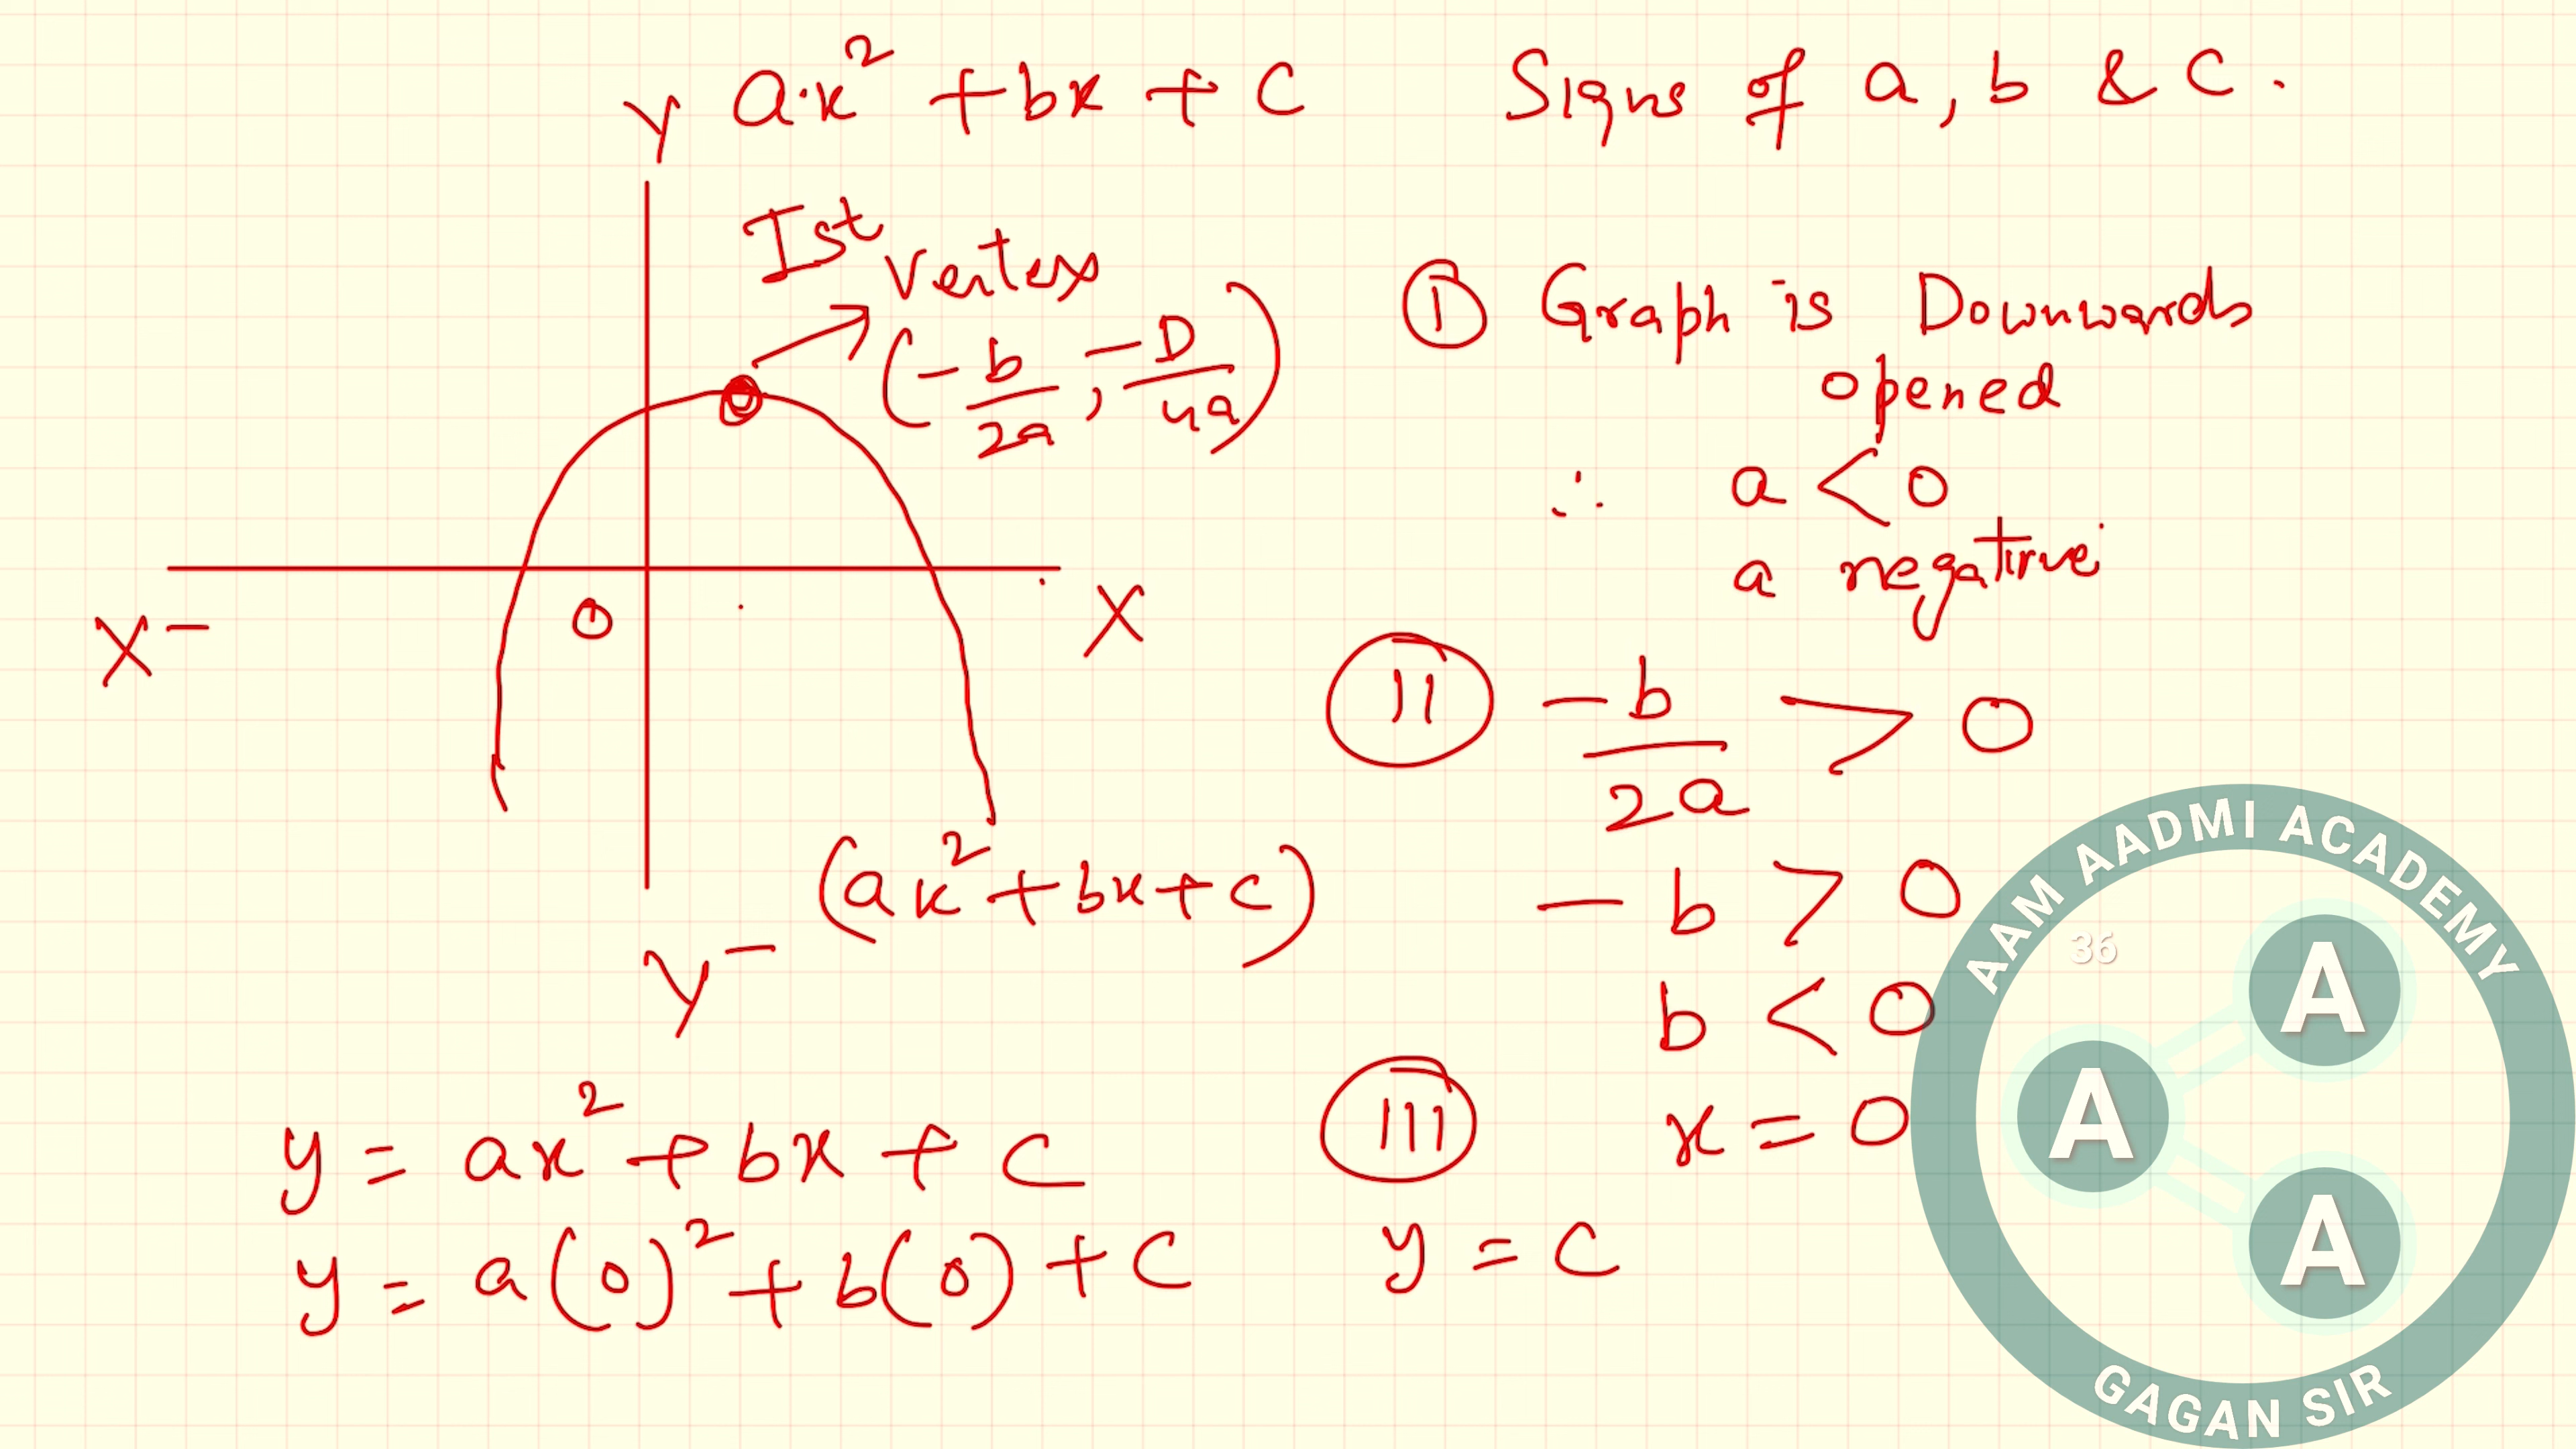 ax² + bx + c
Signs of a, b & c.
Y
Ist
Vertex
(-b/2a, -D/4a)
O
X
X-
Y-
(ax² + bx + c)
y = ax² + bx + c
y = a(0)² + b(0) + c
I Graph is Downwards
opened
∴ a < 0
a negative
II -b/2a > 0
-b > 0
b < 0
III x = 0
y = c
AAM AADMI ACADEMY
36
A
A
A
GAGAN SIR